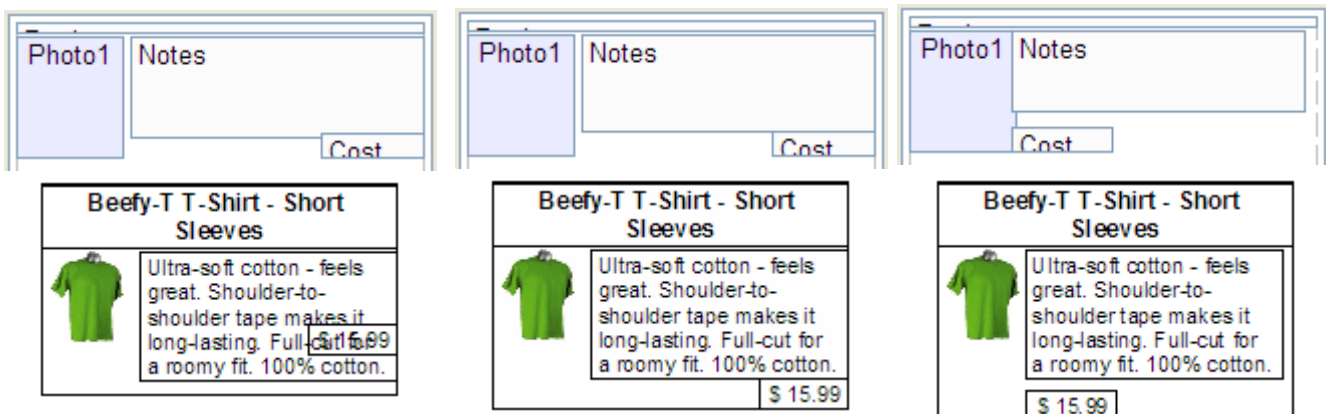 Photo1
Notes
Cost
Photo1
Notes
Cost
Photo1
Notes
Cost
Beefy-T T-Shirt - Short
Sleeves
Ultra-soft cotton - feels
great. Shoulder-to-
shoulder tape makes it
long-lasting. Full-cut for
a roomy fit. 100% cotton.
$ 15.99
Beefy-T T-Shirt - Short
Sleeves
Ultra-soft cotton - feels
great. Shoulder-to-
shoulder tape makes it
long-lasting. Full-cut for
a roomy fit. 100% cotton.
$ 15.99
Beefy-T T-Shirt - Short
Sleeves
Ultra-soft cotton - feels
great. Shoulder-to-
shoulder tape makes it
long-lasting. Full-cut for
a roomy fit. 100% cotton.
$ 15.99